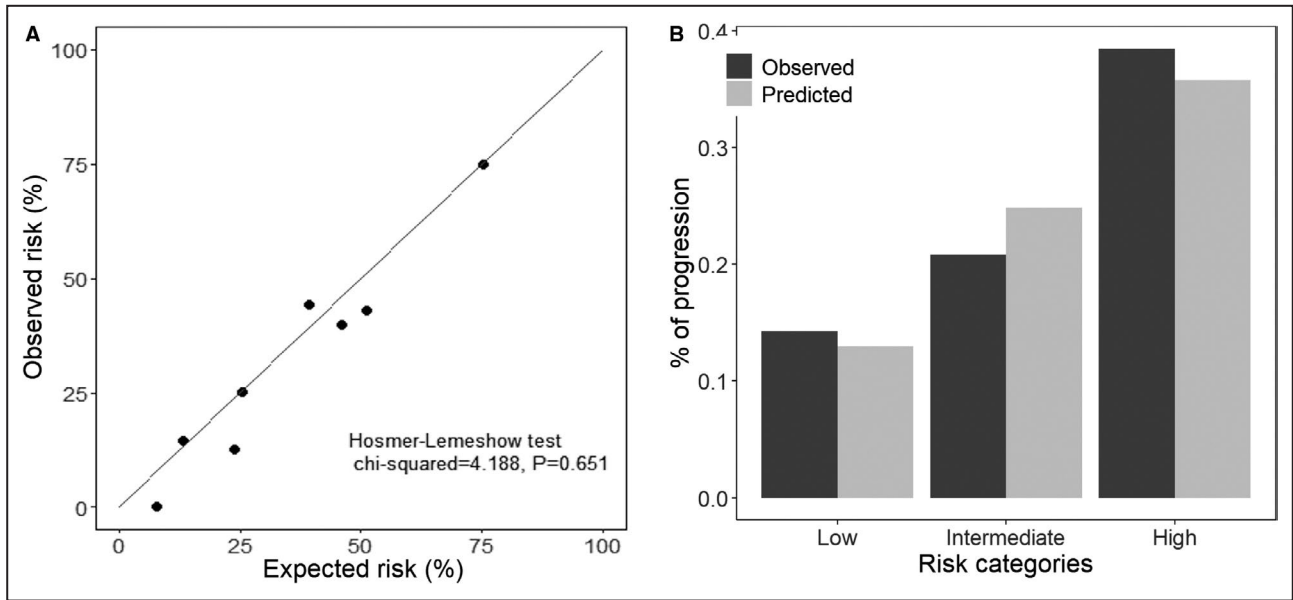 A
Observed risk (%)
100
75
50
25
0
Hosmer-Lemeshow test
chi-squared=4.188, P=0.651
0 25 50 75 100
Expected risk (%)
B
Observed
Predicted
% of progression
0.4
0.3
0.2
0.1
0.0
Low Intermediate High
Risk categories